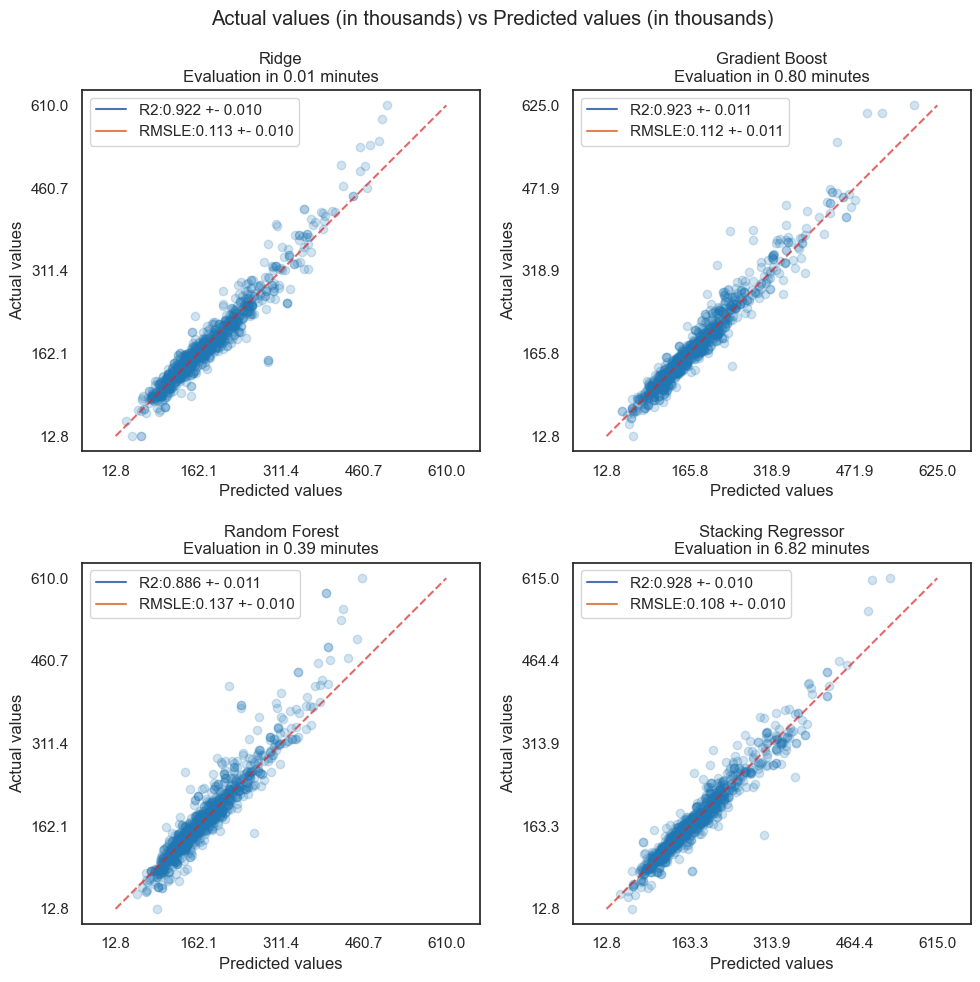 Actual values (in thousands) vs Predicted values (in thousands)
Ridge
Evaluation in 0.01 minutes
R2:0.922 +- 0.010
RMSLE:0.113 +- 0.010
610.0
460.7
311.4
162.1
12.8
Actual values
12.8 162.1 311.4 460.7 610.0
Predicted values
Gradient Boost
Evaluation in 0.80 minutes
R2:0.923 +- 0.011
RMSLE:0.112 +- 0.011
625.0
471.9
318.9
165.8
12.8
Actual values
12.8 165.8 318.9 471.9 625.0
Predicted values
Random Forest
Evaluation in 0.39 minutes
R2:0.886 +- 0.011
RMSLE:0.137 +- 0.010
610.0
460.7
311.4
162.1
12.8
Actual values
12.8 162.1 311.4 460.7 610.0
Predicted values
Stacking Regressor
Evaluation in 6.82 minutes
R2:0.928 +- 0.010
RMSLE:0.108 +- 0.010
615.0
464.4
313.9
163.3
12.8
Actual values
12.8 163.3 313.9 464.4 615.0
Predicted values